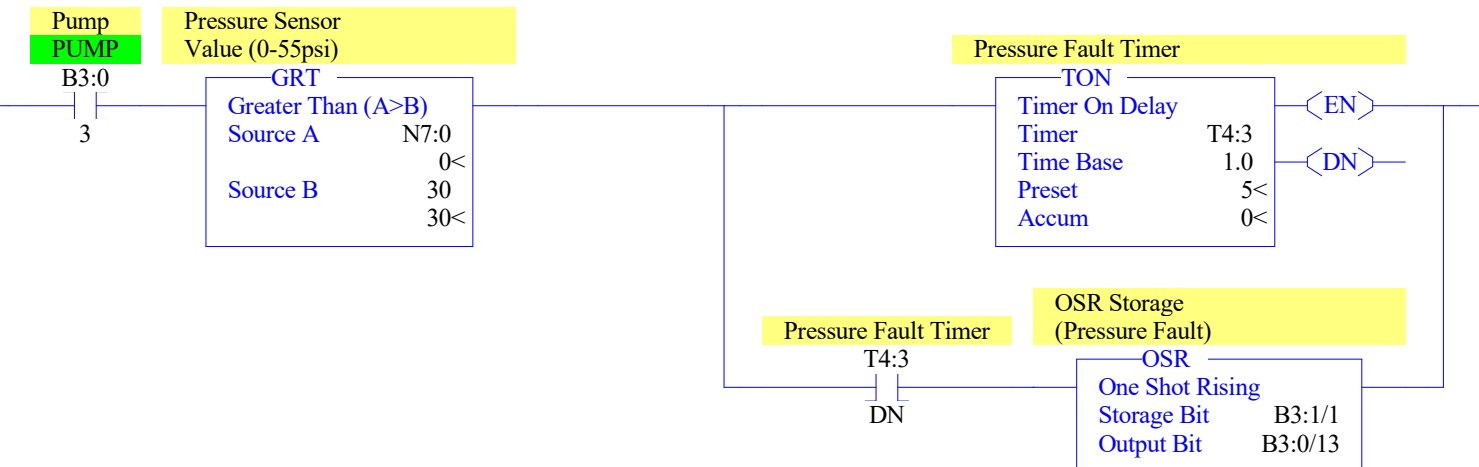 Pump
PUMP
B3:0
3
Pressure Sensor
Value (0-55psi)
GRT
Greater Than (A>B)
Source A N7:0
0<
Source B 30
30<
Pressure Fault Timer
TON
Timer On Delay
Timer T4:3
Time Base 1.0
Preset 5<
Accum 0<
EN
DN
Pressure Fault Timer
T4:3
DN
OSR Storage
(Pressure Fault)
OSR
One Shot Rising
Storage Bit B3:1/1
Output Bit B3:0/13